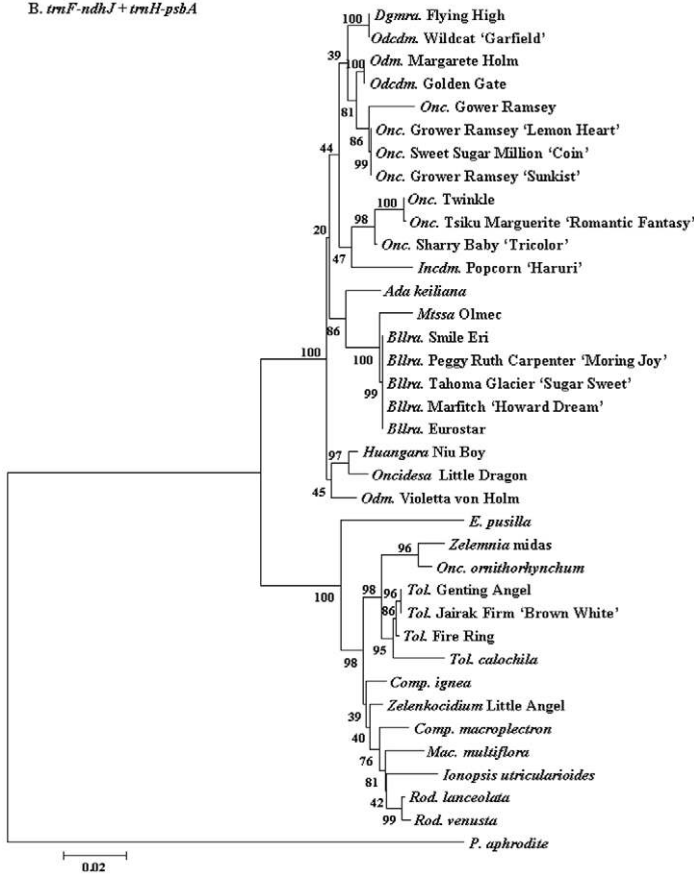 B. trnF-ndhJ + trnH-psbA
100
Dgmra. Flying High
Odcdm. Wildcat ‘Garfield’
39
100
Odm. Margarete Holm
Odcdm. Golden Gate
81
Onc. Gower Ramsey
86
Onc. Grower Ramsey ‘Lemon Heart’
44
Onc. Sweet Sugar Million ‘Coin’
99
Onc. Grower Ramsey ‘Sunkist’
100
Onc. Twinkle
98
Onc. Tsiku Marguerite ‘Romantic Fantasy’
20
Onc. Sharry Baby ‘Tricolor’
47
Incdm. Popcorn ‘Haruri’
Ada keiliana
86
Mtssa Olmec
Bllra. Smile Eri
100
100
Bllra. Peggy Ruth Carpenter ‘Moring Joy’
Bllra. Tahoma Glacier ‘Sugar Sweet’
99
Bllra. Marfitch ‘Howard Dream’
Bllra. Eurostar
97
Huangara Niu Boy
Oncidesa Little Dragon
45
Odm. Violetta von Holm
E. pusilla
96
Zelemnia midas
Onc. ornithorhynchum
98
96
Tol. Genting Angel
100
86
Tol. Jairak Firm ‘Brown White’
Tol. Fire Ring
95
Tol. calochila
98
Comp. ignea
Zelenkocidium Little Angel
39
Comp. macroplectron
40
Mac. multiflora
76
Ionopsis utricularioides
81
Rod. lanceolata
42
99
Rod. venusta
P. aphrodite
0.02